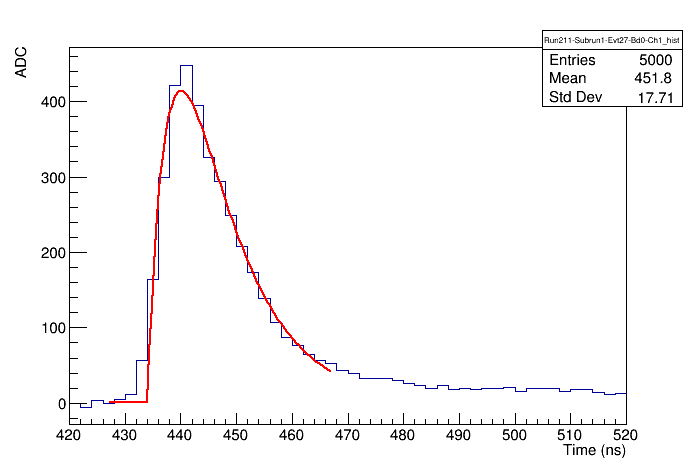 Run211-Subrun1-Evt27-Bd0-Ch1_hist
Entries 5000
Mean 451.8
Std Dev 17.71
ADC
400
300
200
100
0
420 430 440 450 460 470 480 490 500 510 520
Time (ns)